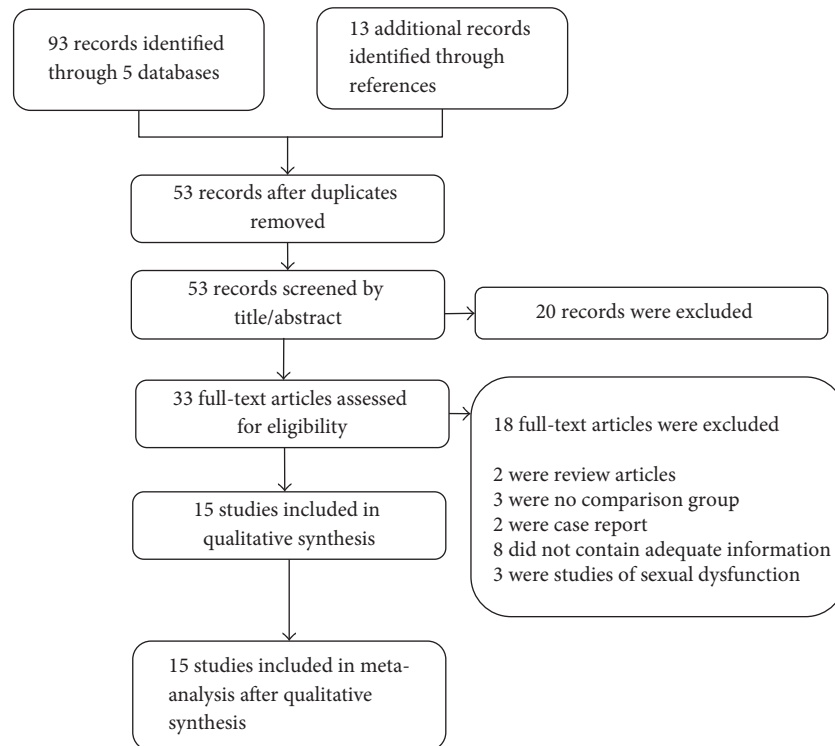 93 records identified
through 5 databases
13 additional records
identified through
references
53 records after duplicates
removed
53 records screened by
title/abstract
20 records were excluded
33 full-text articles assessed
for eligibility
18 full-text articles were excluded
2 were review articles
3 were no comparison group
2 were case report
8 did not contain adequate information
3 were studies of sexual dysfunction
15 studies included in
qualitative synthesis
15 studies included in meta-
analysis after qualitative
synthesis